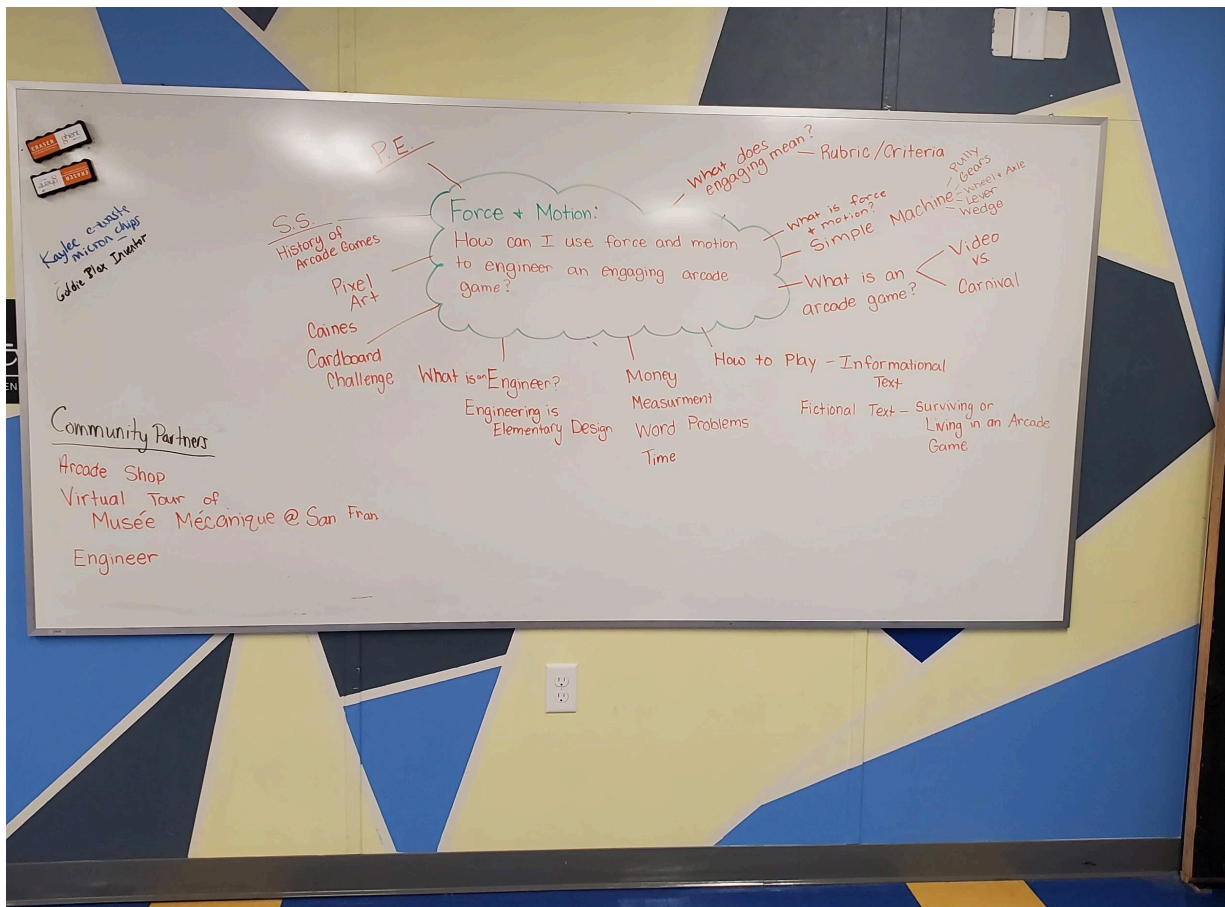 ERASER
ERASER
Kaylee e-waste
micron chips
Goldie Blox Inventor
P.E.
S.S.
History of
Arcade Games
Pixel
Art
Caines
Cardboard
Challenge
Force + Motion:
How can I use force and motion
to engineer an engaging arcade
game?
What does
engaging mean?
Rubric/Criteria
What is force
+ motion?
Simple Machine
Pully
Gears
Wheel + Axle
Lever
Wedge
What is an
arcade game?
Video
vs.
Carnival
What is an Engineer?
Engineering is
Elementary Design
Money
Measurment
Word Problems
Time
How to Play - Informational
Text
Fictional Text - Surviving or
Living in an Arcade
Game
Community Partners
Arcade Shop
Virtual Tour of
Musée Mécanique @ San Fran
Engineer
EN